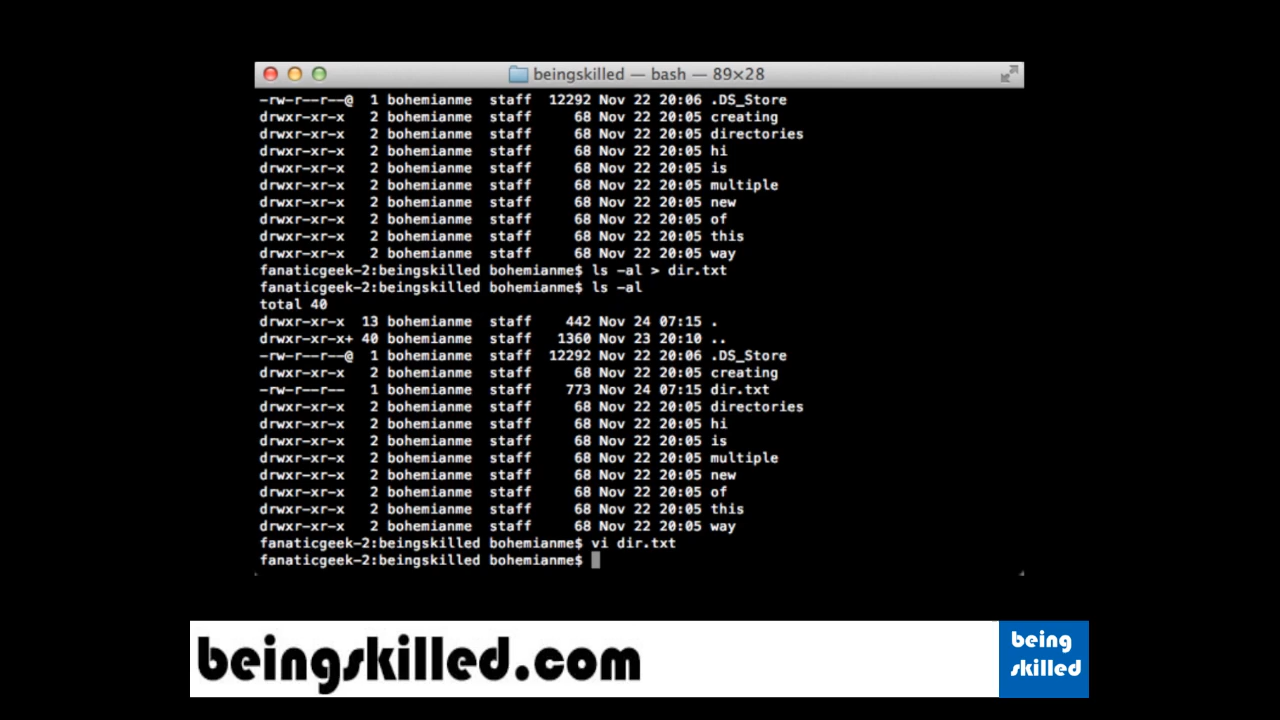 beingskilled — bash — 89×28
-rw-r--r--@  1 bohemianme  staff  12292 Nov 22 20:06 .DS_Store
drwxr-xr-x   2 bohemianme  staff     68 Nov 22 20:05 creating
drwxr-xr-x   2 bohemianme  staff     68 Nov 22 20:05 directories
drwxr-xr-x   2 bohemianme  staff     68 Nov 22 20:05 hi
drwxr-xr-x   2 bohemianme  staff     68 Nov 22 20:05 is
drwxr-xr-x   2 bohemianme  staff     68 Nov 22 20:05 multiple
drwxr-xr-x   2 bohemianme  staff     68 Nov 22 20:05 new
drwxr-xr-x   2 bohemianme  staff     68 Nov 22 20:05 of
drwxr-xr-x   2 bohemianme  staff     68 Nov 22 20:05 this
drwxr-xr-x   2 bohemianme  staff     68 Nov 22 20:05 way
fanaticgeek-2:beingskilled bohemianme$ ls -al > dir.txt
fanaticgeek-2:beingskilled bohemianme$ ls -al
total 40
drwxr-xr-x  13 bohemianme  staff    442 Nov 24 07:15 .
drwxr-xr-x+ 40 bohemianme  staff   1360 Nov 23 20:10 ..
-rw-r--r--@  1 bohemianme  staff  12292 Nov 22 20:06 .DS_Store
drwxr-xr-x   2 bohemianme  staff     68 Nov 22 20:05 creating
-rw-r--r--   1 bohemianme  staff    773 Nov 24 07:15 dir.txt
drwxr-xr-x   2 bohemianme  staff     68 Nov 22 20:05 directories
drwxr-xr-x   2 bohemianme  staff     68 Nov 22 20:05 hi
drwxr-xr-x   2 bohemianme  staff     68 Nov 22 20:05 is
drwxr-xr-x   2 bohemianme  staff     68 Nov 22 20:05 multiple
drwxr-xr-x   2 bohemianme  staff     68 Nov 22 20:05 new
drwxr-xr-x   2 bohemianme  staff     68 Nov 22 20:05 of
drwxr-xr-x   2 bohemianme  staff     68 Nov 22 20:05 this
drwxr-xr-x   2 bohemianme  staff     68 Nov 22 20:05 way
fanaticgeek-2:beingskilled bohemianme$ vi dir.txt
fanaticgeek-2:beingskilled bohemianme$
beingskilled.com
being
skilled